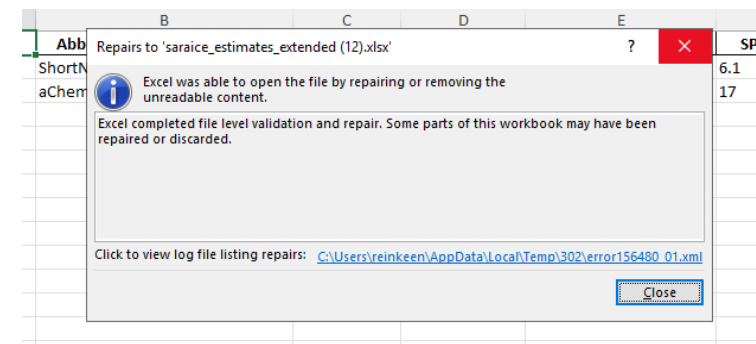 B C D E
Abb
SP
ShortN
6.1
aChem
17
Repairs to 'saraice_estimates_extended (12).xlsx' ?
Excel was able to open the file by repairing or removing the
unreadable content.
Excel completed file level validation and repair. Some parts of this workbook may have been
repaired or discarded.
Click to view log file listing repairs: C:\Users\reinkeen\AppData\Local\Temp\302\error156480_01.xml
Close